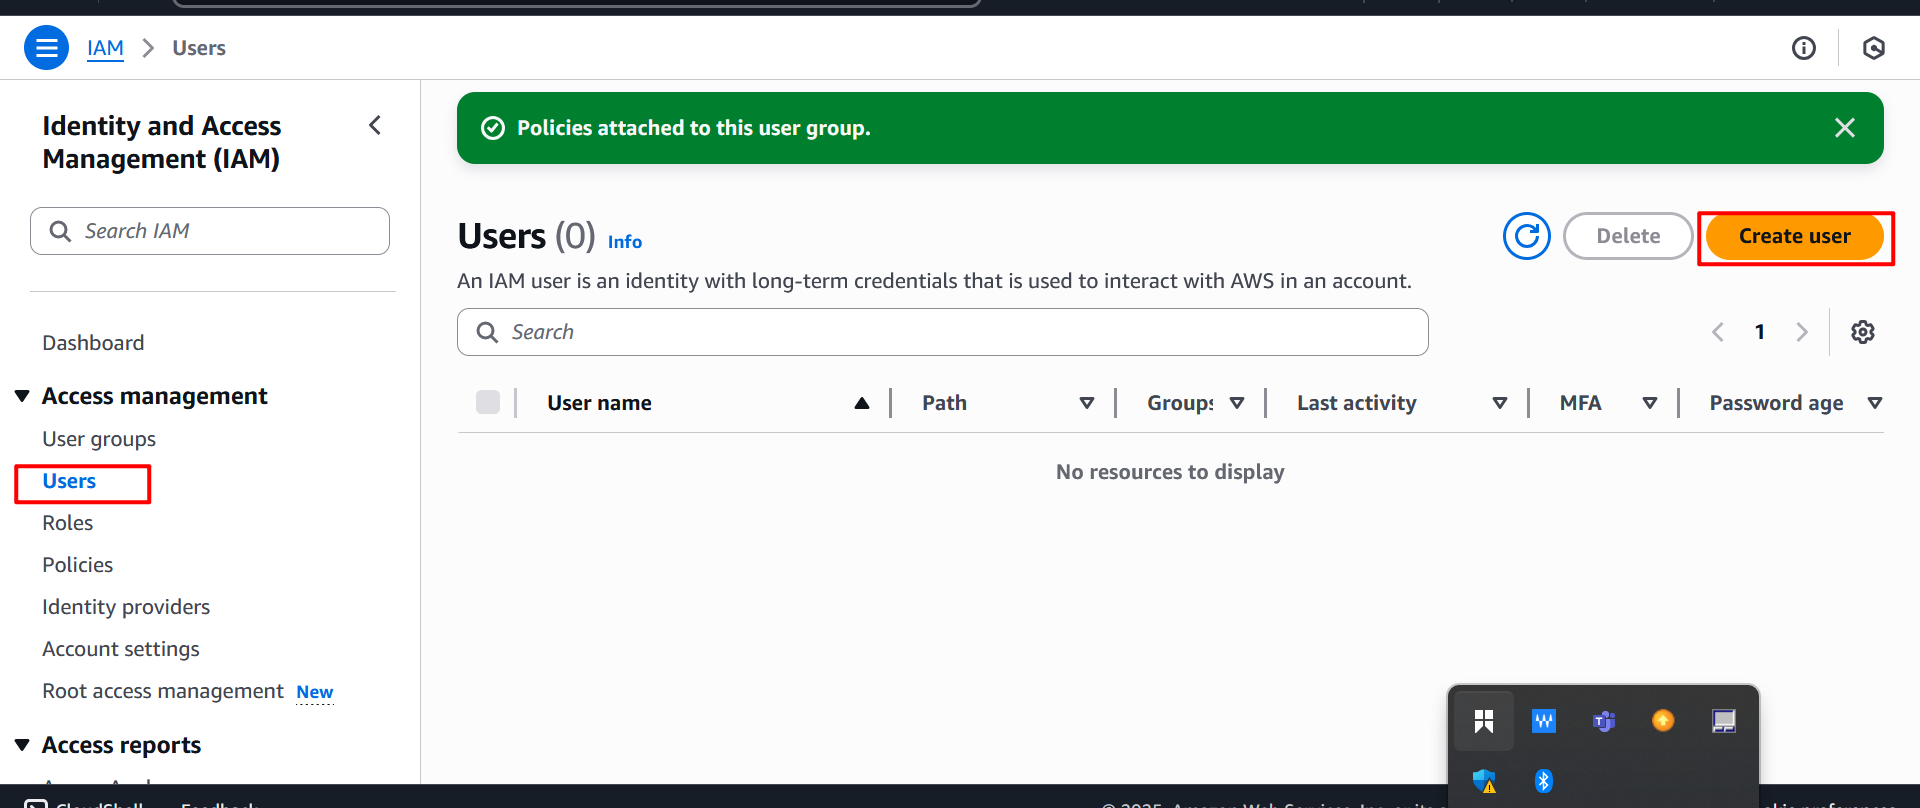 IAM > Users
Identity and Access
Management (IAM)
Search IAM
Dashboard
Access management
User groups
Users
Roles
Policies
Identity providers
Account settings
Root access management New
Access reports
Policies attached to this user group.
Users (0) Info
Delete
Create user
An IAM user is an identity with long-term credentials that is used to interact with AWS in an account.
Search
1
User name Path Groups Last activity MFA Password age
No resources to display
CloudShell Feedback